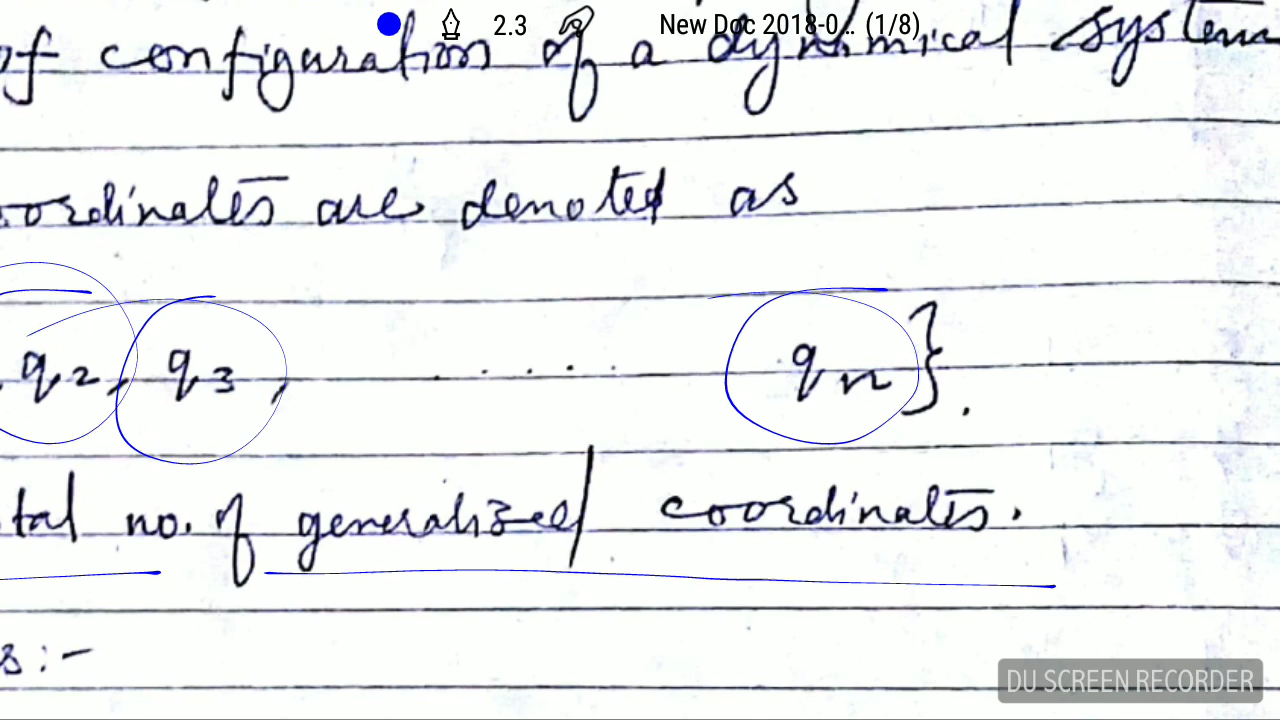 2.3 New Doc 2018-0... (1/8)
of configuration of a dynamical system
oordinates are denoted as
q2, q3, ..... qn}.
tal no. of generalized coordinates.
s:-
DU SCREEN RECORDER